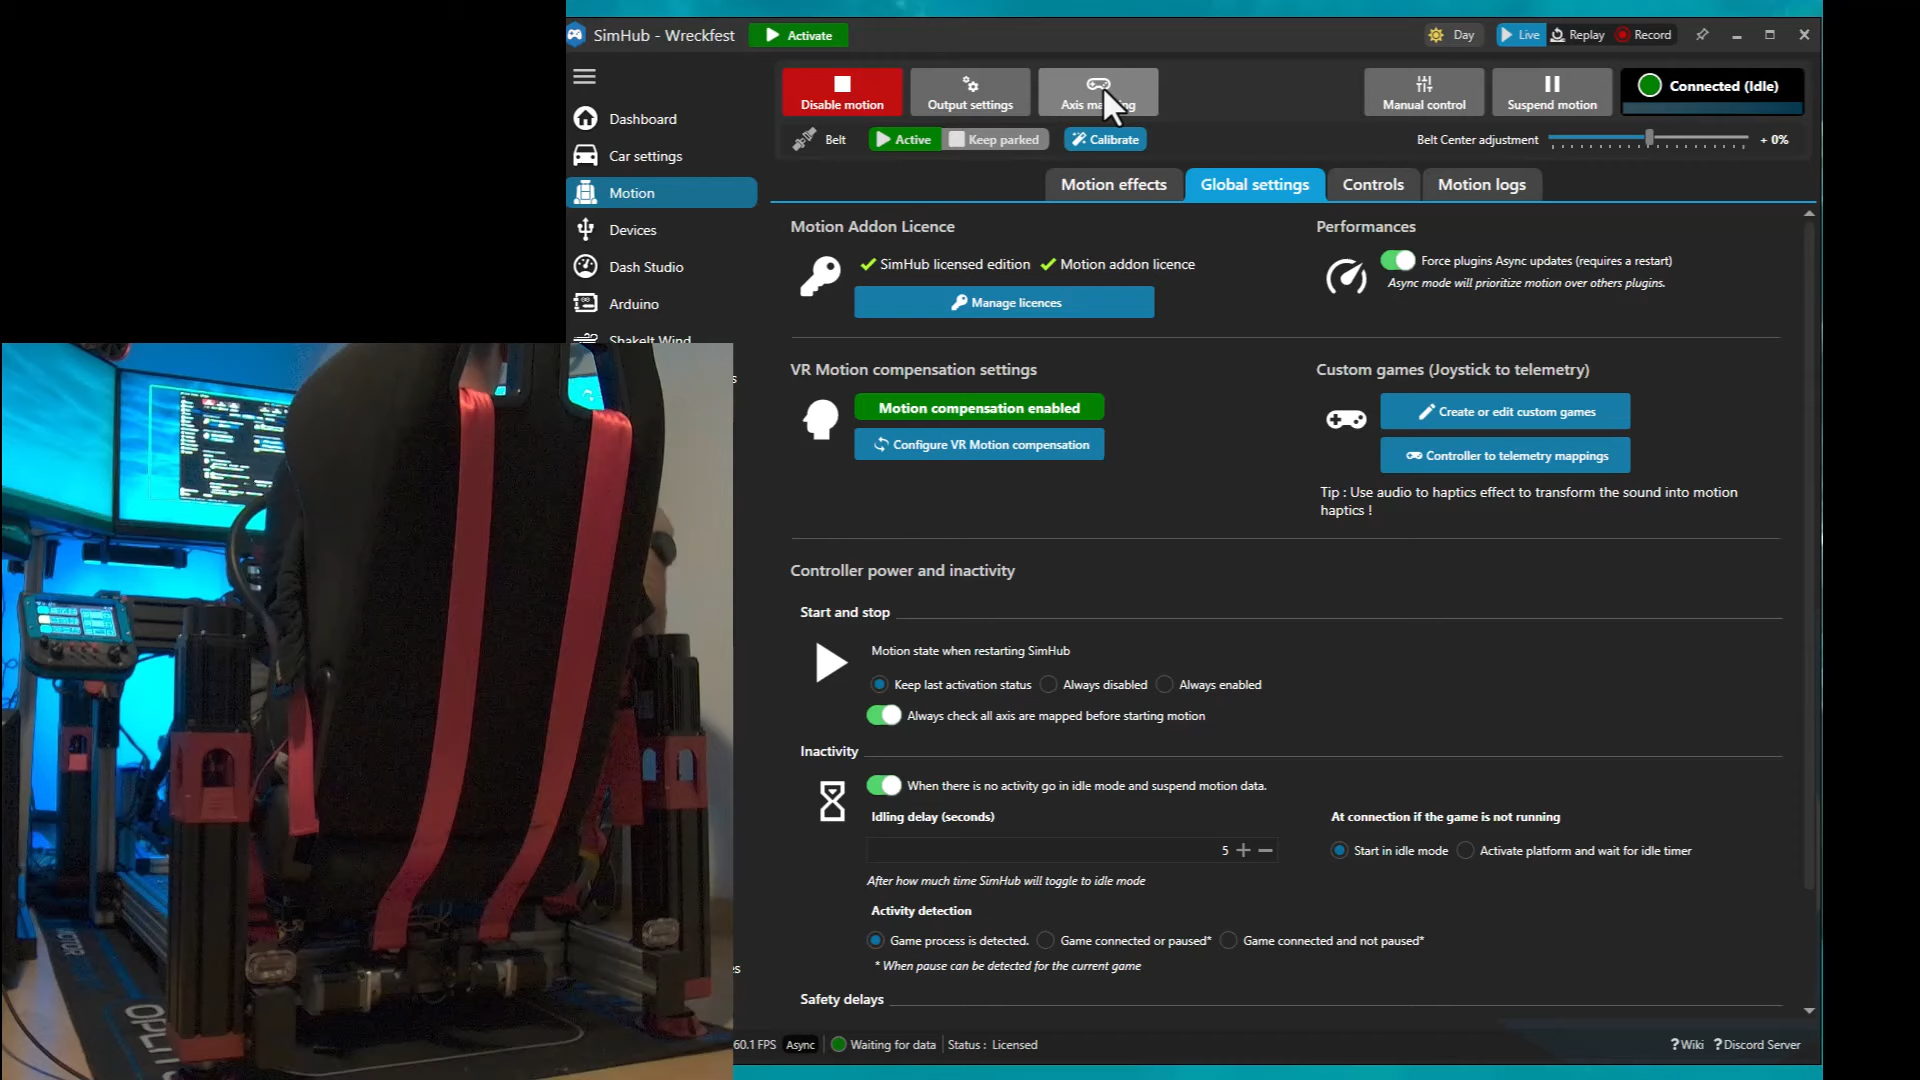 SimHub - Wreckfest
Activate
Day
Live
Replay
Record
Disable motion
Output settings
Manual control
Suspend motion
Connected (Idle)
Belt
Active
Keep parked
Calibrate
Belt Center adjustment
+ 0%
Dashboard
Car settings
Motion
Devices
Dash Studio
Arduino
ShakeIt Wind
Motion effects
Global settings
Controls
Motion logs
Motion Addon Licence
SimHub licensed edition
Motion addon licence
Manage licences
Performances
Force plugins Async updates (requires a restart)
Async mode will prioritize motion over others plugins.
VR Motion compensation settings
Motion compensation enabled
Configure VR Motion compensation
Custom games (Joystick to telemetry)
Create or edit custom games
Controller to telemetry mappings
Tip : Use audio to haptics effect to transform the sound into motion
haptics !
Controller power and inactivity
Start and stop
Motion state when restarting SimHub
Keep last activation status
Always disabled
Always enabled
Always check all axis are mapped before starting motion
Inactivity
When there is no activity go in idle mode and suspend motion data.
Idling delay (seconds)
5
After how much time SimHub will toggle to idle mode
At connection if the game is not running
Start in idle mode
Activate platform and wait for idle timer
Activity detection
Game process is detected.
Game connected or paused*
Game connected and not paused*
* When pause can be detected for the current game
Safety delays
60.1 FPS
Async
Waiting for data
Status : Licensed
? Wiki
? Discord Server